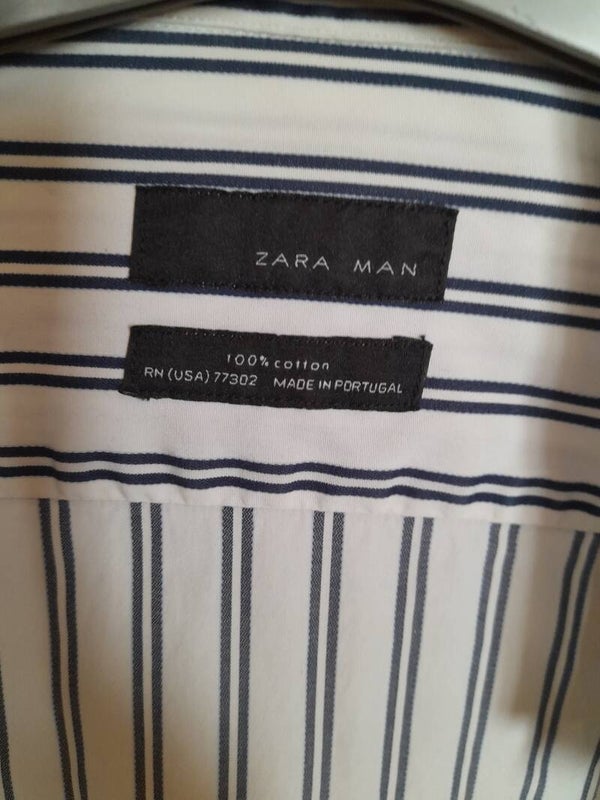 ZARA MAN
100% cotton
RN (USA) 77302 MADE IN PORTUGAL